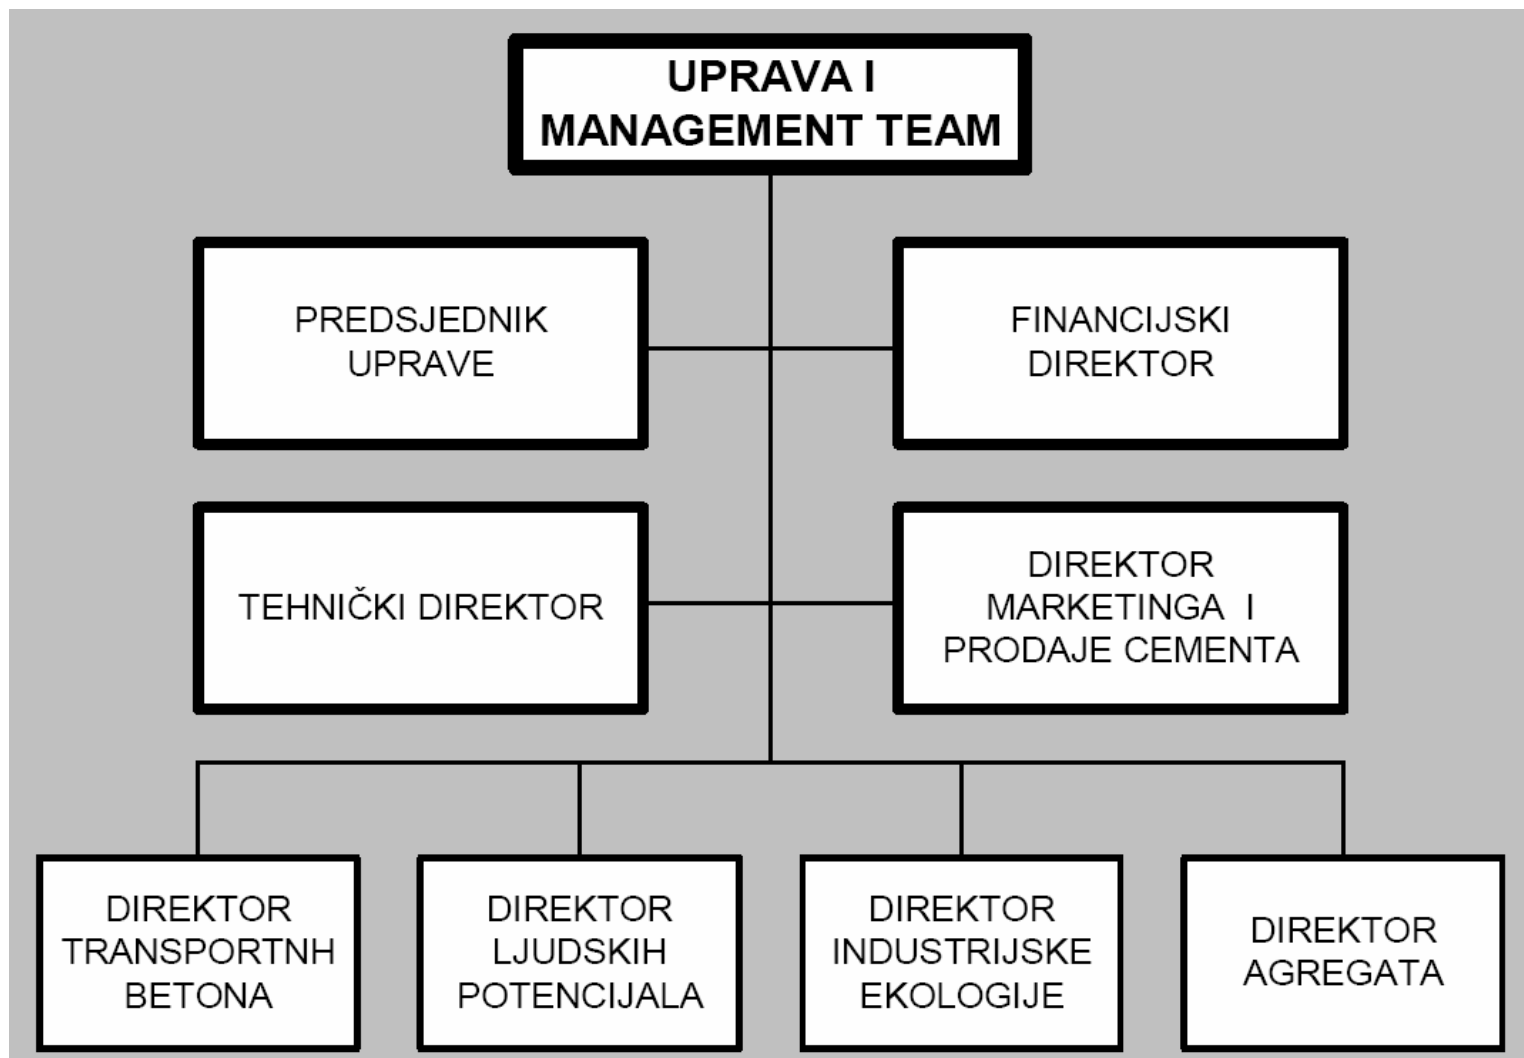 UPRAVA I
MANAGEMENT TEAM
PREDSJEDNIK
UPRAVE
FINANCIJSKI
DIREKTOR
TEHNIČKI DIREKTOR
DIREKTOR
MARKETINGA I
PRODAJE CEMENTA
DIREKTOR
TRANSPORTNH
BETONA
DIREKTOR
LJUDSKIH
POTENCIJALA
DIREKTOR
INDUSTRIJSKE
EKOLOGIJE
DIREKTOR
AGREGATA